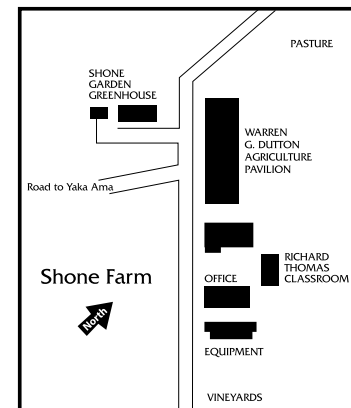 PASTURE
SHONE
GARDEN
GREENHOUSE
WARREN
G. DUTTON
AGRICULTURE
PAVILION
Road to Yaka Ama
RICHARD
THOMAS
CLASSROOM
Shone Farm
OFFICE
North
EQUIPMENT
VINEYARDS